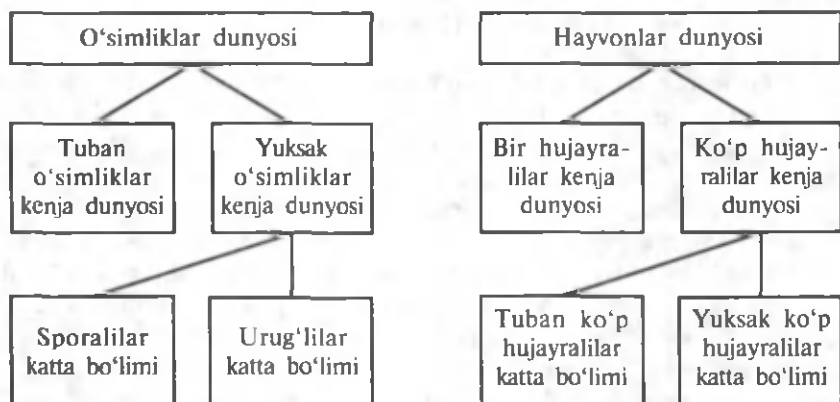 O‘simliklar dunyosi
Hayvonlar dunyosi
Tuban
o‘simliklar
kenja dunyosi
Yuksak
o‘simliklar
kenja dunyosi
Bir hujayra-
lilar kenja
dunyosi
Ko‘p hujay-
ralilar kenja
dunyosi
Sporalilar
katta bo‘limi
Urug‘lilar
katta bo‘limi
Tuban ko‘p
hujayralilar
katta bo‘limi
Yuksak ko‘p
hujayralilar
katta bo‘limi